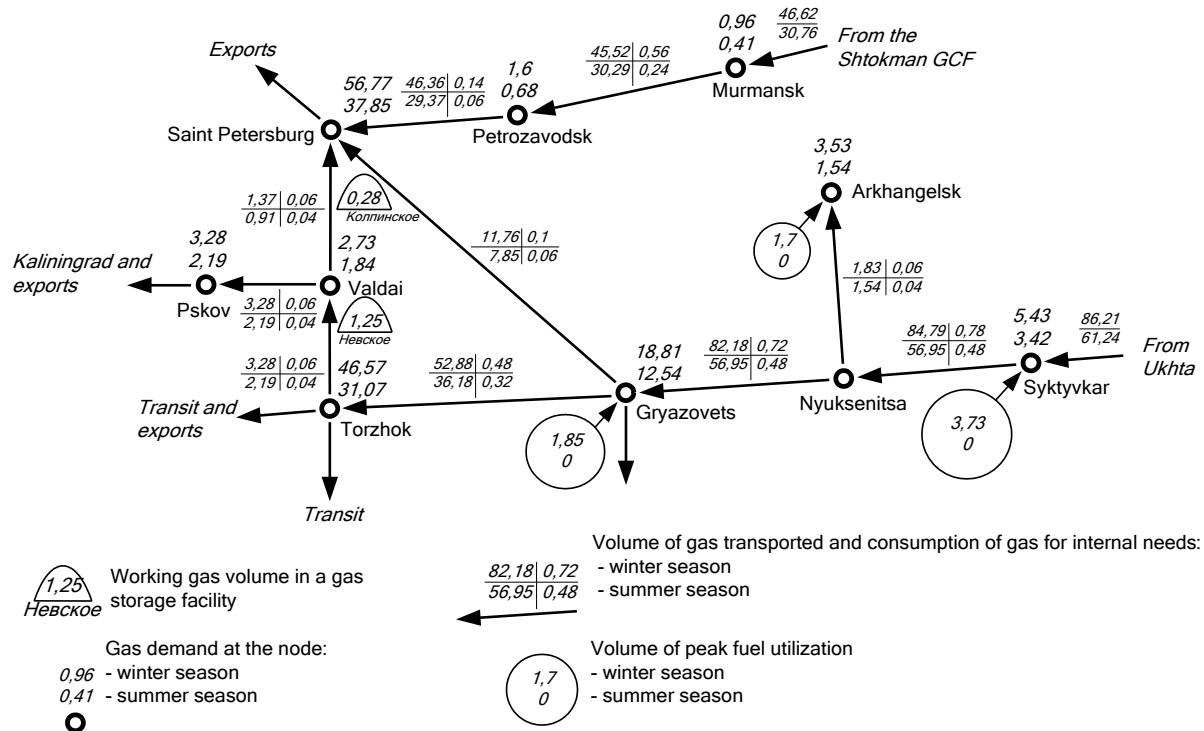 Exports
56,77
37,85
Saint Petersburg
46,36 0,14
29,37 0,06
1,6
0,68
Petrozavodsk
45,52 0,56
30,29 0,24
0,96
0,41
Murmansk
46,62
30,76
From the
Shtokman GCF
1,37 0,06
0,91 0,04
0,28
Колпинское
11,76 0,1
7,85 0,06
3,53
1,54
Arkhangelsk
1,7
0
1,83 0,06
1,54 0,04
Kaliningrad and
exports
3,28
2,19
Pskov
3,28 0,06
2,19 0,04
2,73
1,84
Valdai
1,25
Невское
3,28 0,06
2,19 0,04
46,57
31,07
Torzhok
Transit and
exports
Transit
52,88 0,48
36,18 0,32
18,81
12,54
Gryazovets
1,85
0
82,18 0,72
56,95 0,48
Nyuksenitsa
84,79 0,78
56,95 0,48
5,43
3,42
Syktyvkar
86,21
61,24
From
Ukhta
3,73
0
1,25
Невское
Working gas volume in a gas
storage facility
Gas demand at the node:
0,96 - winter season
0,41 - summer season
Volume of gas transported and consumption of gas for internal needs:
82,18 0,72
56,95 0,48
- winter season
- summer season
Volume of peak fuel utilization
1,7
0
- winter season
- summer season